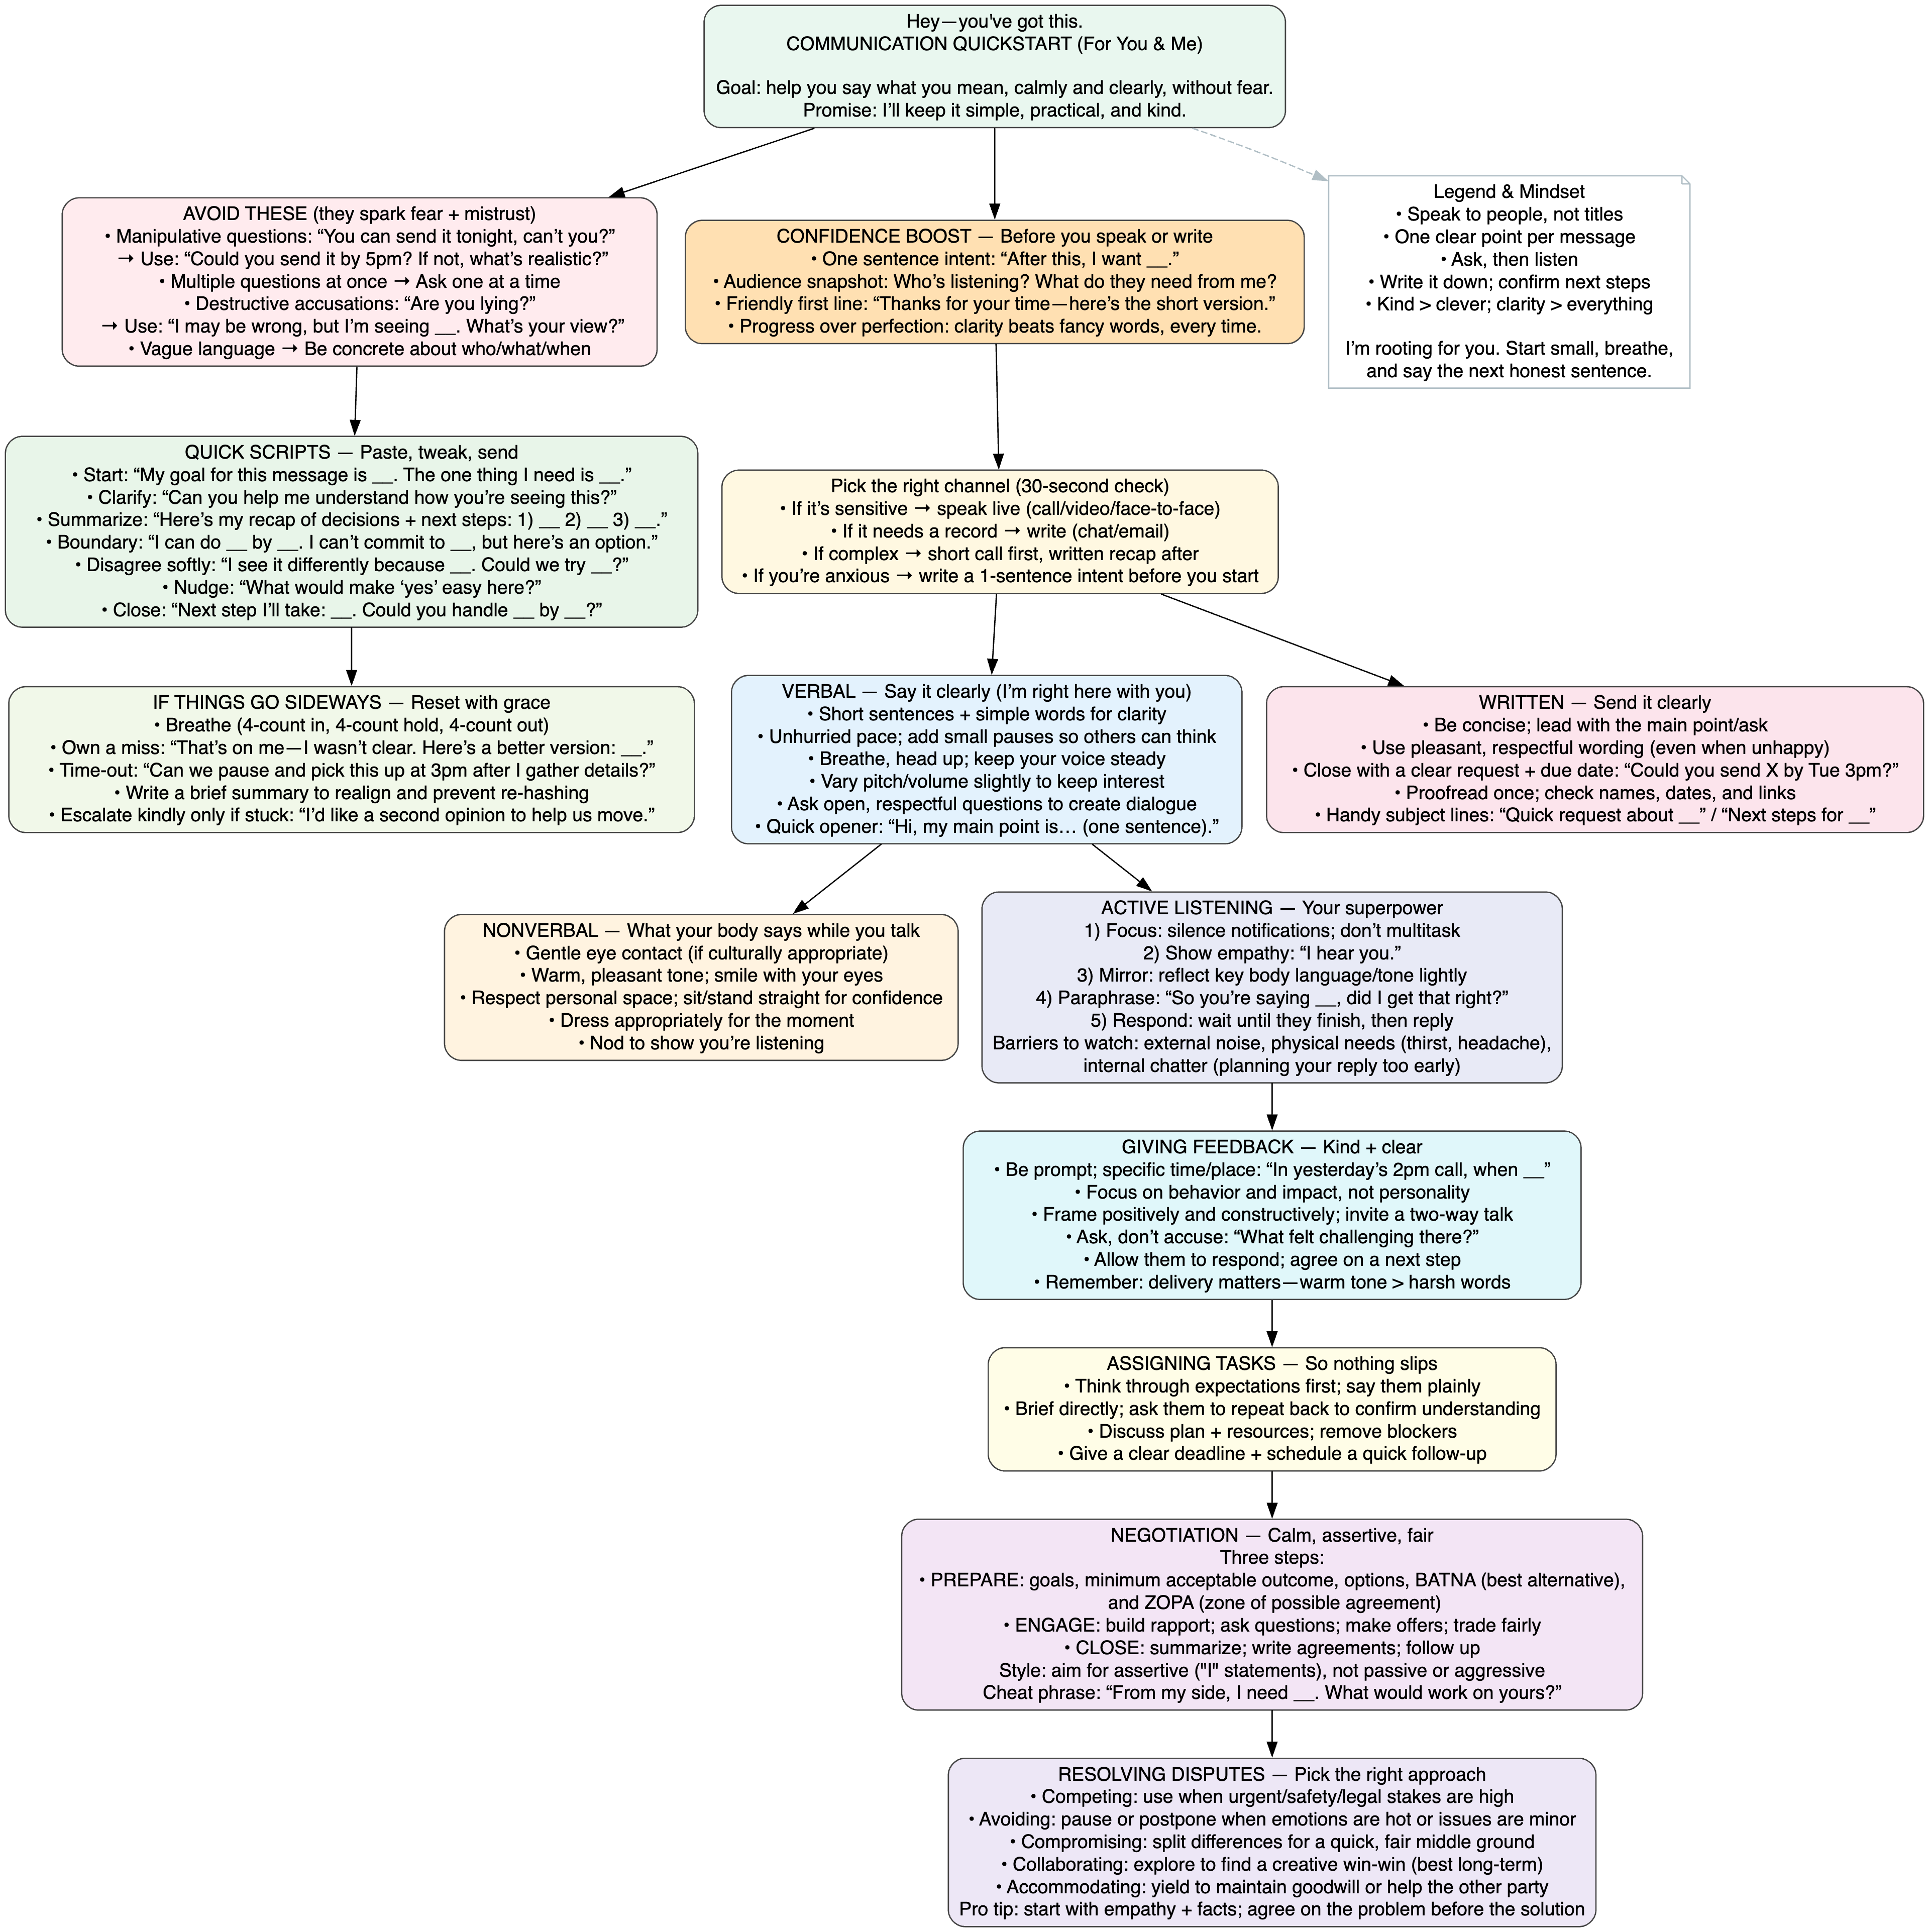 Hey—you've got this.
COMMUNICATION QUICKSTART (For You & Me)
Goal: help you say what you mean, calmly and clearly, without fear.
Promise: I’ll keep it simple, practical, and kind.
AVOID THESE (they spark fear + mistrust)
• Manipulative questions: “You can send it tonight, can’t you?”
→ Use: “Could you send it by 5pm? If not, what’s realistic?”
• Multiple questions at once → Ask one at a time
• Destructive accusations: “Are you lying?”
→ Use: “I may be wrong, but I’m seeing __. What’s your view?”
• Vague language → Be concrete about who/what/when
CONFIDENCE BOOST — Before you speak or write
• One sentence intent: “After this, I want __.”
• Audience snapshot: Who’s listening? What do they need from me?
• Friendly first line: “Thanks for your time—here’s the short version.”
• Progress over perfection: clarity beats fancy words, every time.
Legend & Mindset
• Speak to people, not titles
• One clear point per message
• Ask, then listen
• Write it down; confirm next steps
• Kind > clever; clarity > everything
I’m rooting for you. Start small, breathe,
and say the next honest sentence.
QUICK SCRIPTS — Paste, tweak, send
• Start: “My goal for this message is __. The one thing I need is __.”
• Clarify: “Can you help me understand how you’re seeing this?”
• Summarize: “Here’s my recap of decisions + next steps: 1) __ 2) __ 3) __.”
• Boundary: “I can do __ by __. I can’t commit to __, but here’s an option.”
• Disagree softly: “I see it differently because __. Could we try __?”
• Nudge: “What would make ‘yes’ easy here?”
• Close: “Next step I’ll take: __. Could you handle __ by __?”
Pick the right channel (30-second check)
• If it’s sensitive → speak live (call/video/face-to-face)
• If it needs a record → write (chat/email)
• If complex → short call first, written recap after
• If you’re anxious → write a 1-sentence intent before you start
IF THINGS GO SIDEWAYS — Reset with grace
• Breathe (4-count in, 4-count hold, 4-count out)
• Own a miss: “That’s on me—I wasn’t clear. Here’s a better version: __.”
• Time-out: “Can we pause and pick this up at 3pm after I gather details?”
• Write a brief summary to realign and prevent re-hashing
• Escalate kindly only if stuck: “I’d like a second opinion to help us move.”
VERBAL — Say it clearly (I’m right here with you)
• Short sentences + simple words for clarity
• Unhurried pace; add small pauses so others can think
• Breathe, head up; keep your voice steady
• Vary pitch/volume slightly to keep interest
• Ask open, respectful questions to create dialogue
• Quick opener: “Hi, my main point is… (one sentence).”
WRITTEN — Send it clearly
• Be concise; lead with the main point/ask
• Use pleasant, respectful wording (even when unhappy)
• Close with a clear request + due date: “Could you send X by Tue 3pm?”
• Proofread once; check names, dates, and links
• Handy subject lines: “Quick request about __” / “Next steps for __”
NONVERBAL — What your body says while you talk
• Gentle eye contact (if culturally appropriate)
• Warm, pleasant tone; smile with your eyes
• Respect personal space; sit/stand straight for confidence
• Dress appropriately for the moment
• Nod to show you’re listening
ACTIVE LISTENING — Your superpower
1) Focus: silence notifications; don’t multitask
2) Show empathy: “I hear you.”
3) Mirror: reflect key body language/tone lightly
4) Paraphrase: “So you’re saying __, did I get that right?”
5) Respond: wait until they finish, then reply
Barriers to watch: external noise, physical needs (thirst, headache),
internal chatter (planning your reply too early)
GIVING FEEDBACK — Kind + clear
• Be prompt; specific time/place: “In yesterday’s 2pm call, when __”
• Focus on behavior and impact, not personality
• Frame positively and constructively; invite a two-way talk
• Ask, don’t accuse: “What felt challenging there?”
• Allow them to respond; agree on a next step
• Remember: delivery matters—warm tone > harsh words
ASSIGNING TASKS — So nothing slips
• Think through expectations first; say them plainly
• Brief directly; ask them to repeat back to confirm understanding
• Discuss plan + resources; remove blockers
• Give a clear deadline + schedule a quick follow-up
NEGOTIATION — Calm, assertive, fair
Three steps:
• PREPARE: goals, minimum acceptable outcome, options, BATNA (best alternative),
and ZOPA (zone of possible agreement)
• ENGAGE: build rapport; ask questions; make offers; trade fairly
• CLOSE: summarize; write agreements; follow up
Style: aim for assertive ("I" statements), not passive or aggressive
Cheat phrase: “From my side, I need __. What would work on yours?”
RESOLVING DISPUTES — Pick the right approach
• Competing: use when urgent/safety/legal stakes are high
• Avoiding: pause or postpone when emotions are hot or issues are minor
• Compromising: split differences for a quick, fair middle ground
• Collaborating: explore to find a creative win-win (best long-term)
• Accommodating: yield to maintain goodwill or help the other party
Pro tip: start with empathy + facts; agree on the problem before the solution